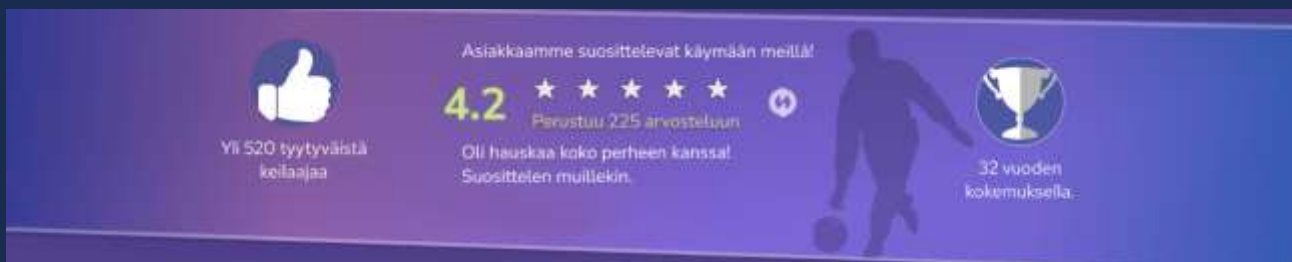 Yli 520 tyytyväistä
keilaajaa
Asiakkaamme suosittelevat käymään meillä!
4.2
Perustuu 225 arvosteluun
Oli hauskaa koko perheen kanssa!
Suosittelen muillekin.
32 vuoden
kokemuksella.